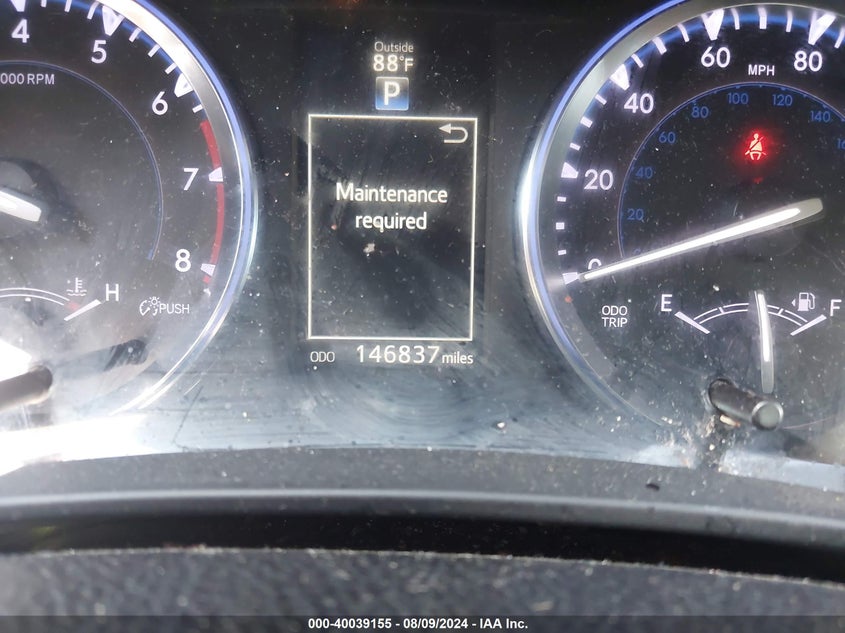 4
5
6
7
8
000 RPM
H
PUSH
Outside
88°F
P
Maintenance
required
ODO 146837 miles
0
20
40
60
80
MPH
20
40
60
80
100
120
140
ODO
TRIP
E
F
000-40039155 - 08/09/2024 - IAA Inc.